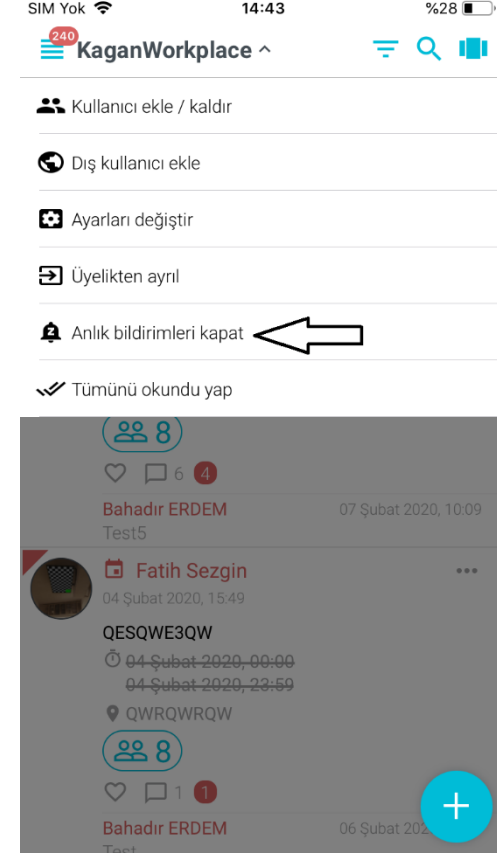 SIM Yok 14:43 %28
240
KaganWorkplace
Kullanıcı ekle / kaldır
Dış kullanıcı ekle
Ayarları değiştir
Üyelikten ayrıl
Anlık bildirimleri kapat
Tümünü okundu yap
8
6 4
Bahadır ERDEM 07 Şubat 2020, 10:09
Test5
Fatih Sezgin
04 Şubat 2020, 15:49
QESQWE3QW
04 Şubat 2020, 00:00
04 Şubat 2020, 23:59
QWRQWRQW
8
1 1
Bahadır ERDEM 06 Şubat 202
Test